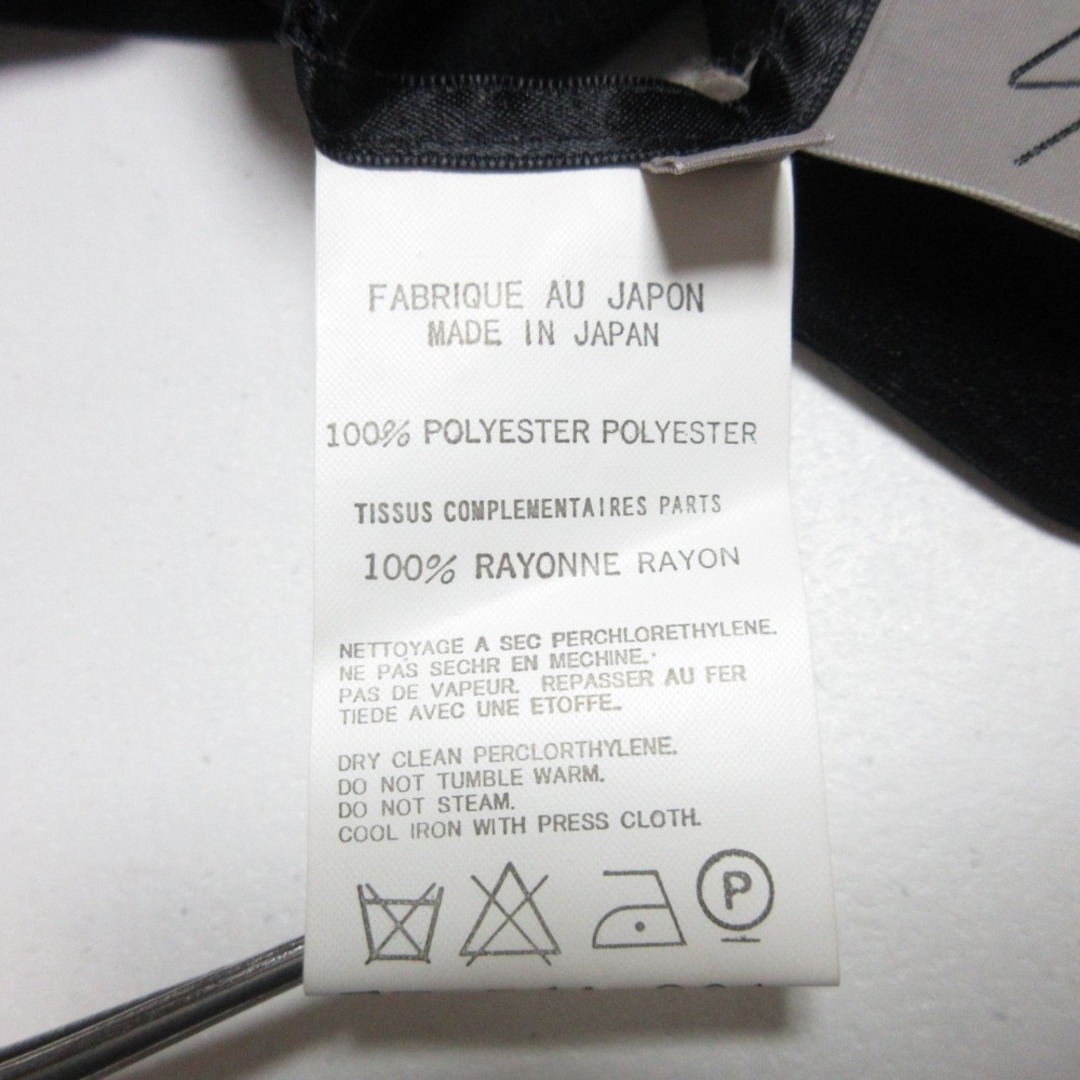 FABRIQUE AU JAPON
MADE IN JAPAN
100% POLYESTER POLYESTER
TISSUS COMPLEMENTAIRES PARTS
100% RAYONNE RAYON
NETTOYAGE A SEC PERCHLORETHYLENE.
NE PAS SECHR EN MECHINE.
PAS DE VAPEUR. REPASSER AU FER
TIEDE AVEC UNE ETOFFE.
DRY CLEAN PERCLORTHYLENE.
DO NOT TUMBLE WARM.
DO NOT STEAM.
COOL IRON WITH PRESS CLOTH.
P